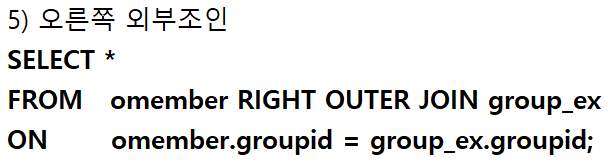 5) 오른쪽 외부조인
SELECT *
FROM omember RIGHT OUTER JOIN group_ex
ON omember.groupid = group_ex.groupid;